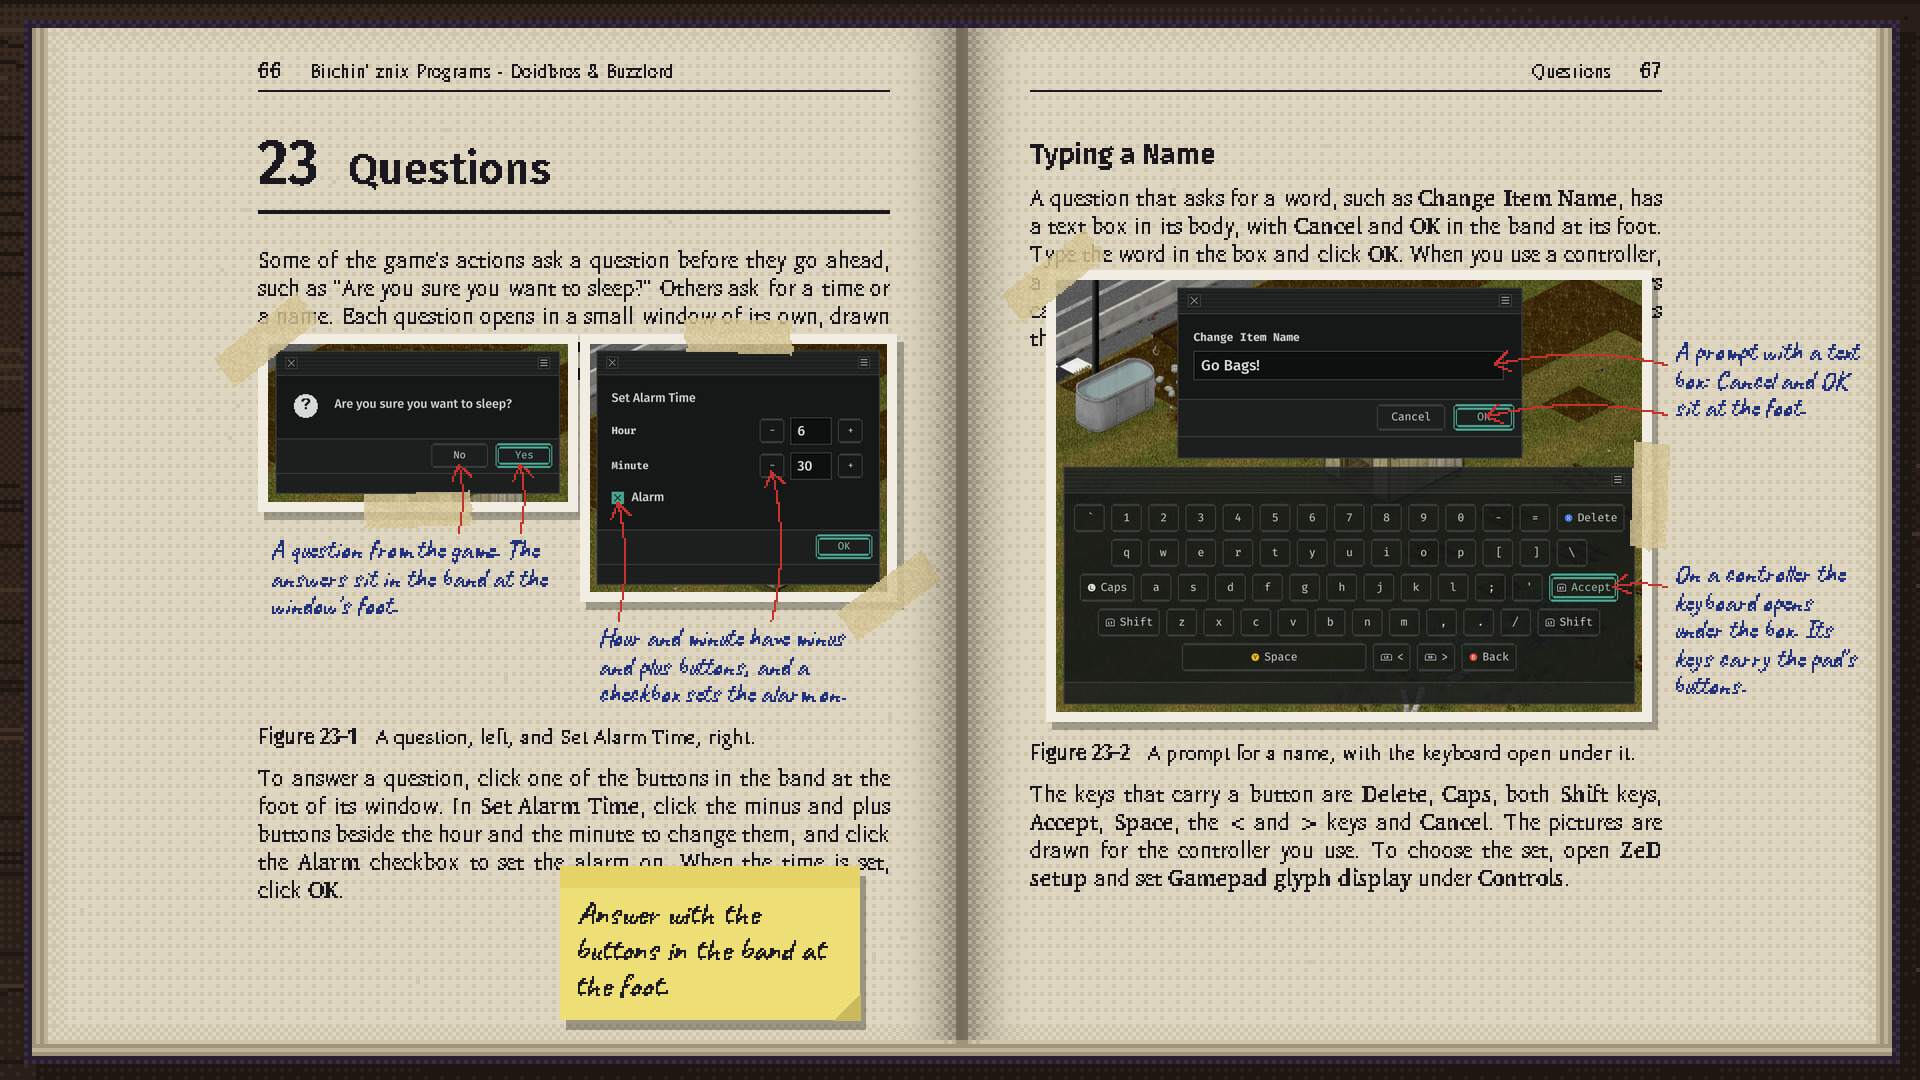 66 Bitchin' znix Programs - Doidbros & Buzzlord
23 Questions
Some of the game's actions ask a question before they go ahead,
such as "Are you sure you want to sleep?" Others ask for a time or
a name. Each question opens in a small window of its own, drawn
Are you sure you want to sleep?
No
Yes
Set Alarm Time
Hour - 6 +
Minute - 30 +
Alarm
OK
A question from the game. The
answers sit in the band at the
window's foot.
Hour and minute have minus
and plus buttons, and a
checkbox sets the alarm on.
Figure 23-1 A question, left, and Set Alarm Time, right.
To answer a question, click one of the buttons in the band at the
foot of its window. In Set Alarm Time, click the minus and plus
buttons beside the hour and the minute to change them, and click
the Alarm checkbox to set the alarm on. When the time is set,
click OK.
Answer with the
buttons in the band at
the foot.
Questions 67
Typing a Name
A question that asks for a word, such as Change Item Name, has
a text box in its body, with Cancel and OK in the band at its foot.
Type the word in the box and click OK. When you use a controller,
Change Item Name
Go Bags!
Cancel
OK
A prompt with a text
box: Cancel and OK
sit at the foot.
` 1 2 3 4 5 6 7 8 9 0 - = Delete
q w e r t y u i o p [ ] \
Caps a s d f g h j k l ; ' Accept
Shift z x c v b n m , . / Shift
Space < > Back
On a controller the
keyboard opens
under the box. Its
keys carry the pad's
buttons.
Figure 23-2 A prompt for a name, with the keyboard open under it.
The keys that carry a button are Delete, Caps, both Shift keys,
Accept, Space, the < and > keys and Cancel. The pictures are
drawn for the controller you use. To choose the set, open ZeD
setup and set Gamepad glyph display under Controls.